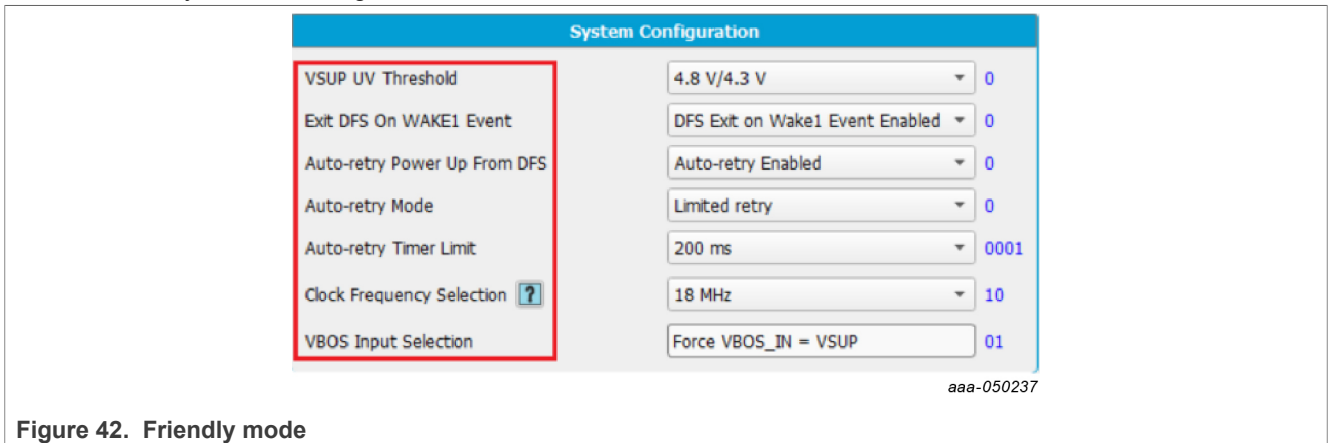 System Configuration
VSUP UV Threshold 4.8 V/4.3 V 0
Exit DFS On WAKE1 Event DFS Exit on Wake1 Event Enabled 0
Auto-retry Power Up From DFS Auto-retry Enabled 0
Auto-retry Mode Limited retry 0
Auto-retry Timer Limit 200 ms 0001
Clock Frequency Selection ? 18 MHz 10
VBOS Input Selection Force VBOS_IN = VSUP 01
aaa-050237
Figure 42. Friendly mode